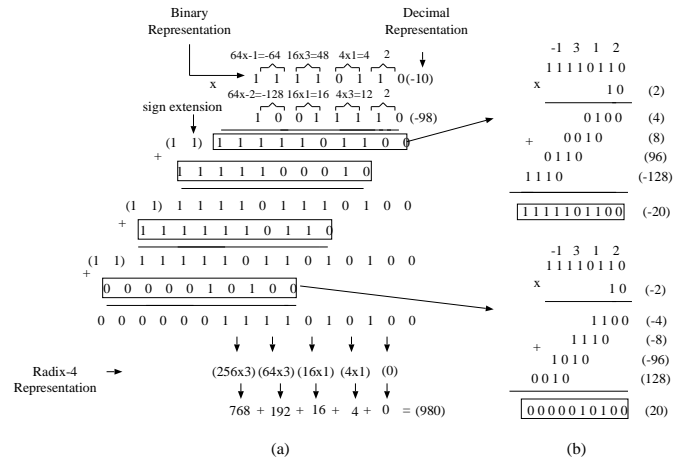 Binary Representation
Decimal Representation
64x-1=-64 16x3=48 4x1=4 2
x 1 1 1 1 0 1 1 0 (-10)
64x-2=-128 16x1=16 4x3=12 2
1 0 0 1 1 1 1 0 (-98)
sign extension
(1 1) 1 1 1 1 1 0 1 1 0 0
+
1 1 1 1 1 0 0 0 1 0
(1 1) 1 1 1 1 0 1 1 1 0 1 0 0
+
1 1 1 1 1 1 0 1 1 0
(1 1) 1 1 1 1 1 0 1 1 0 1 0 1 0 0
+
0 0 0 0 0 1 0 1 0 0
0 0 0 0 0 0 1 1 1 1 0 1 0 1 0 0
Radix-4 Representation
(256x3) (64x3) (16x1) (4x1) (0)
768 + 192 + 16 + 4 + 0 = (980)
(a)
-1 3 1 2
1 1 1 1 0 1 1 0
x 1 0 (2)
0 1 0 0 (4)
+ 0 0 1 0 (8)
0 1 1 0 (96)
1 1 1 0 (-128)
1 1 1 1 1 0 1 1 0 0 (-20)
-1 3 1 2
1 1 1 1 0 1 1 0
x 1 0 (-2)
1 1 0 0 (-4)
+ 1 1 1 0 (-8)
1 0 1 0 (-96)
0 0 1 0 (128)
0 0 0 0 0 1 0 1 0 0 (20)
(b)